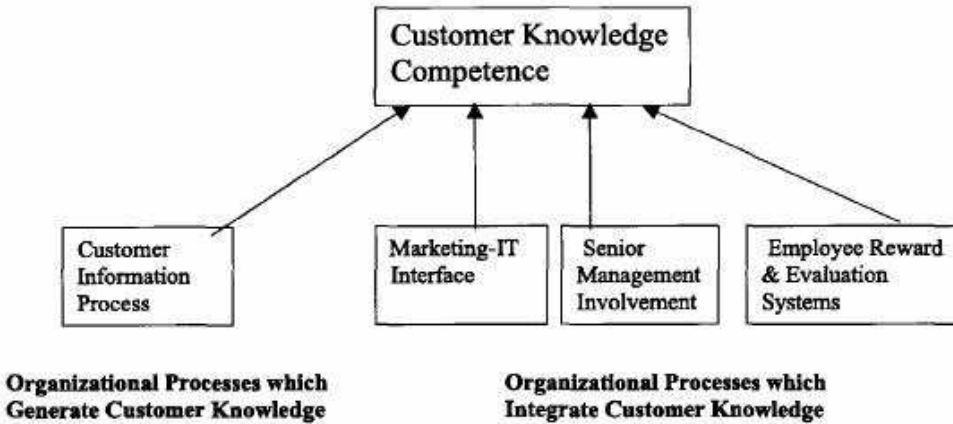 Customer Knowledge
Competence
Customer
Information
Process
Marketing-IT
Interface
Senior
Management
Involvement
Employee Reward
& Evaluation
Systems
Organizational Processes which
Generate Customer Knowledge
Organizational Processes which
Integrate Customer Knowledge